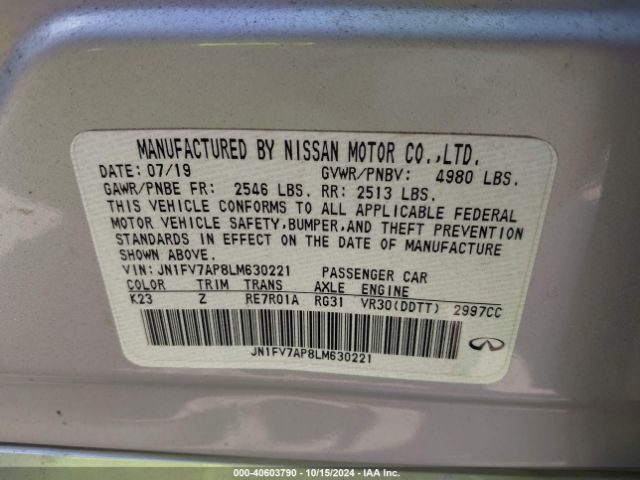 MANUFACTURED BY NISSAN MOTOR CO.,LTD.
DATE: 07/19 GVWR/PNBV: 4980 LBS.
GAWR/PNBE FR: 2546 LBS. RR: 2513 LBS.
THIS VEHICLE CONFORMS TO ALL APPLICABLE FEDERAL
MOTOR VEHICLE SAFETY,BUMPER,AND THEFT PREVENTION
STANDARDS IN EFFECT ON THE DATE OF MANUFACTURE
SHOWN ABOVE.
VIN: JN1FV7AP8LM630221 PASSENGER CAR
COLOR TRIM TRANS AXLE ENGINE
K23 Z RE7R01A RG31 VR30(DDTT) 2997CC
JN1FV7AP8LM630221
000-40603790 - 10/15/2024 - IAA Inc.